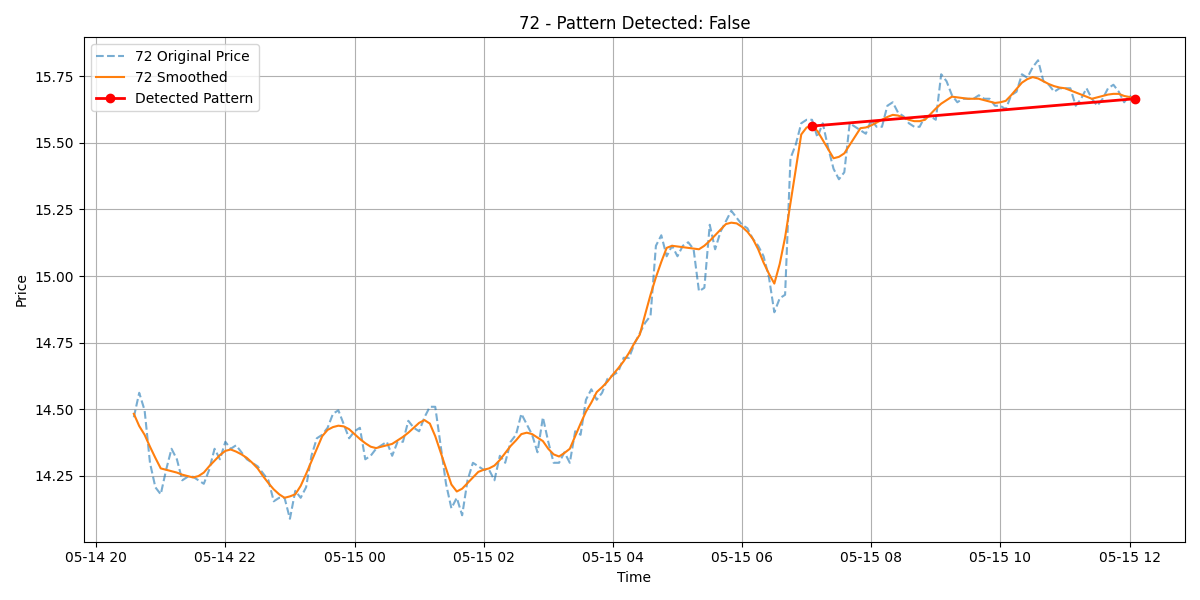 72 - Pattern Detected: False
72 Original Price
72 Smoothed
Detected Pattern
Price
15.75
15.50
15.25
15.00
14.75
14.50
14.25
05-14 20
05-14 22
05-15 00
05-15 02
05-15 04
05-15 06
05-15 08
05-15 10
05-15 12
Time